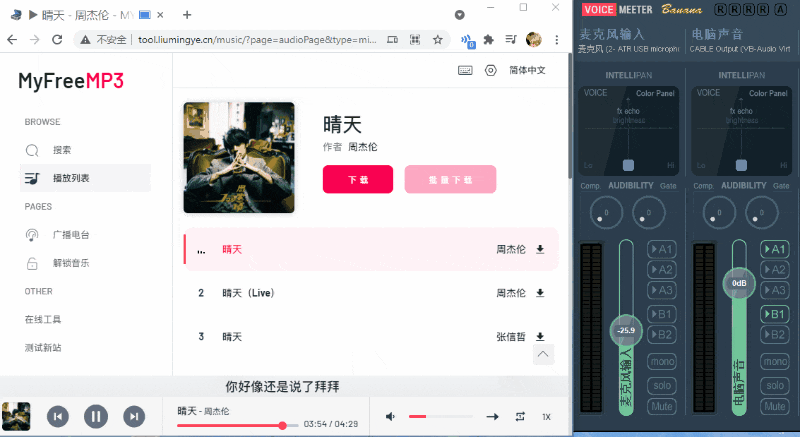 ▶ 晴天 - 周杰伦 - MY
不安全 | tool.liumingye.cn/music/?page=audioPage&type=mi...
MyFreeMP3
简体中文
BROWSE
搜索
播放列表
PAGES
广播电台
解锁音乐
OTHER
在线工具
测试新站
晴天
作者 周杰伦
下载
... 晴天 周杰伦
2 晴天（Live） 周杰伦
3 晴天 张信哲
你好像还是说了拜拜
晴天 - 周杰伦
03:54 / 04:29
1X
VOICE MEETER Banana
R R R R A
麦克风输入
麦克风 (2- ATR USB microph
INTELLIPAN
VOICE Color Panel
fx echo
brightness
Lo Hi
Comp. AUDIBILITY Gate
0 0
A1
A2
A3
B1
B2
mono
solo
Mute
-25.9
麦克风输入
电脑声音
CABLE Output (VB-Audio Virt
INTELLIPAN
VOICE Color Panel
fx echo
brightness
Lo Hi
Comp. AUDIBILITY Gate
0 0
A1
A2
A3
B1
B2
mono
solo
Mute
0dB
电脑声音